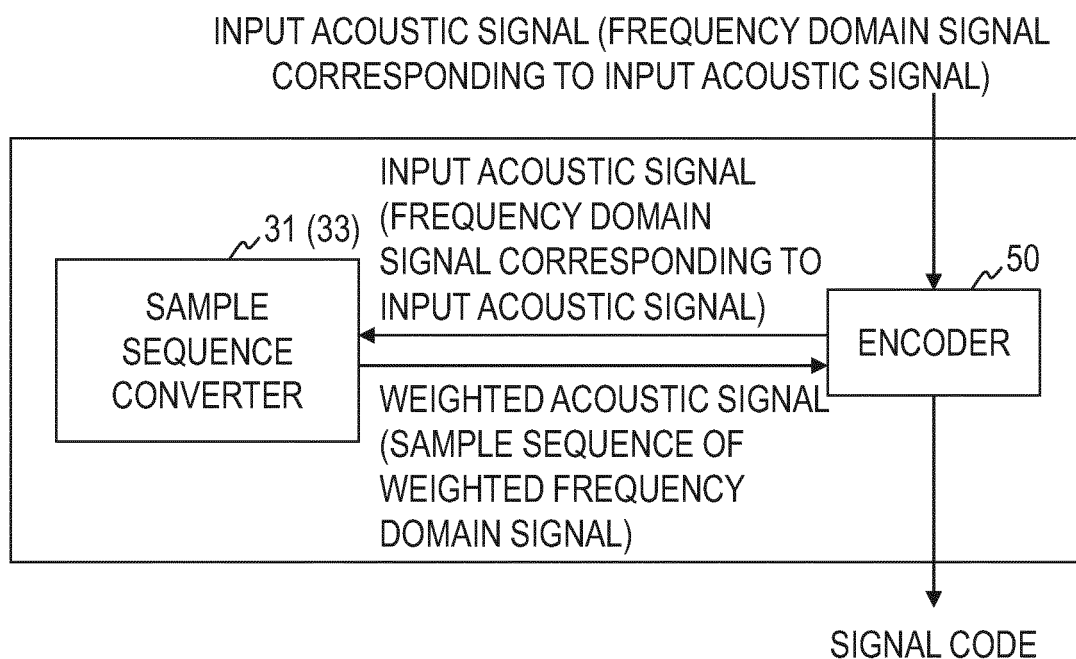 INPUT ACOUSTIC SIGNAL (FREQUENCY DOMAIN SIGNAL
CORRESPONDING TO INPUT ACOUSTIC SIGNAL)
INPUT ACOUSTIC SIGNAL
(FREQUENCY DOMAIN
SIGNAL CORRESPONDING TO
INPUT ACOUSTIC SIGNAL)
31 (33)
SAMPLE
SEQUENCE
CONVERTER
50
ENCODER
WEIGHTED ACOUSTIC SIGNAL
(SAMPLE SEQUENCE OF
WEIGHTED FREQUENCY
DOMAIN SIGNAL)
SIGNAL CODE